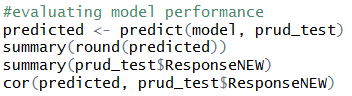 #evaluating model performance
predicted <- predict(model, prud_test)
summary(round(predicted))
summary(prud_test$ResponseNEW)
cor(predicted, prud_test$ResponseNEW)